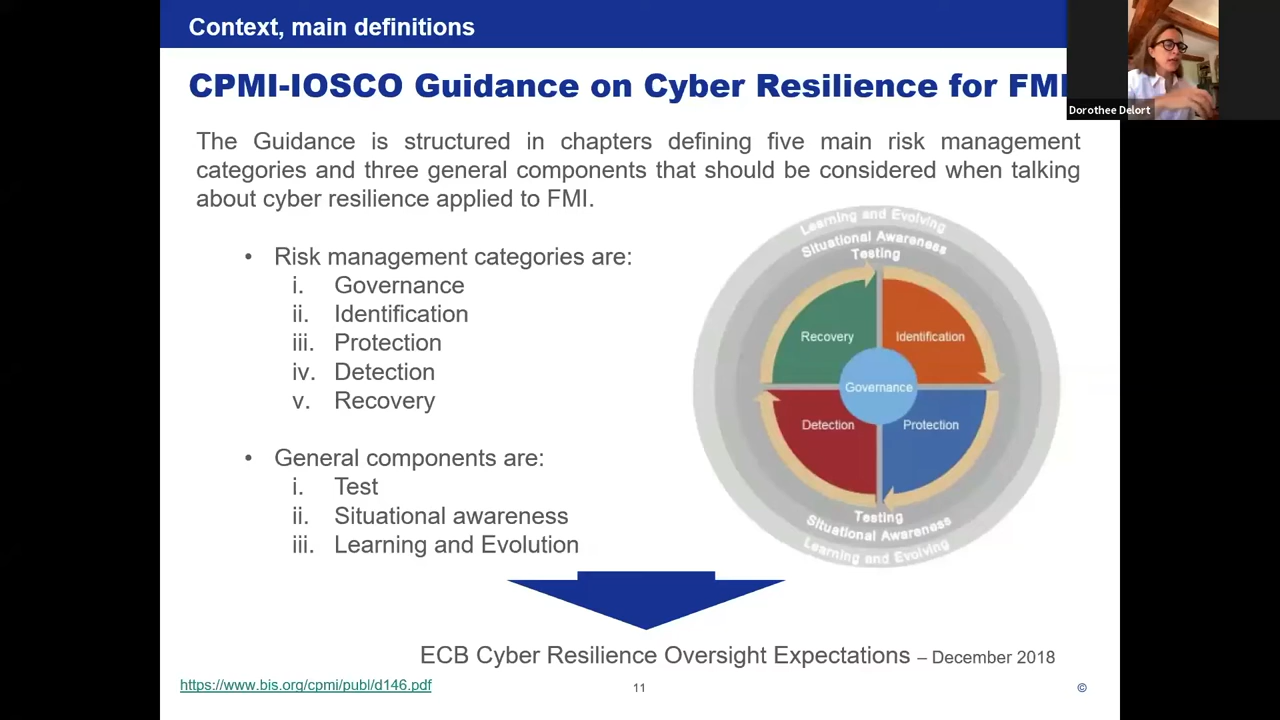 Context, main definitions
Dorothee Delort
CPMI-IOSCO Guidance on Cyber Resilience for FMI
The Guidance is structured in chapters defining five main risk management
categories and three general components that should be considered when talking
about cyber resilience applied to FMI.
• Risk management categories are:
i. Governance
ii. Identification
iii. Protection
iv. Detection
v. Recovery
• General components are:
i. Test
ii. Situational awareness
iii. Learning and Evolution
Learning and Evolving
Situational Awareness
Testing
Recovery
Identification
Governance
Detection
Protection
Testing
Situational Awareness
Learning and Evolving
ECB Cyber Resilience Oversight Expectations – December 2018
https://www.bis.org/cpmi/publ/d146.pdf
11
©